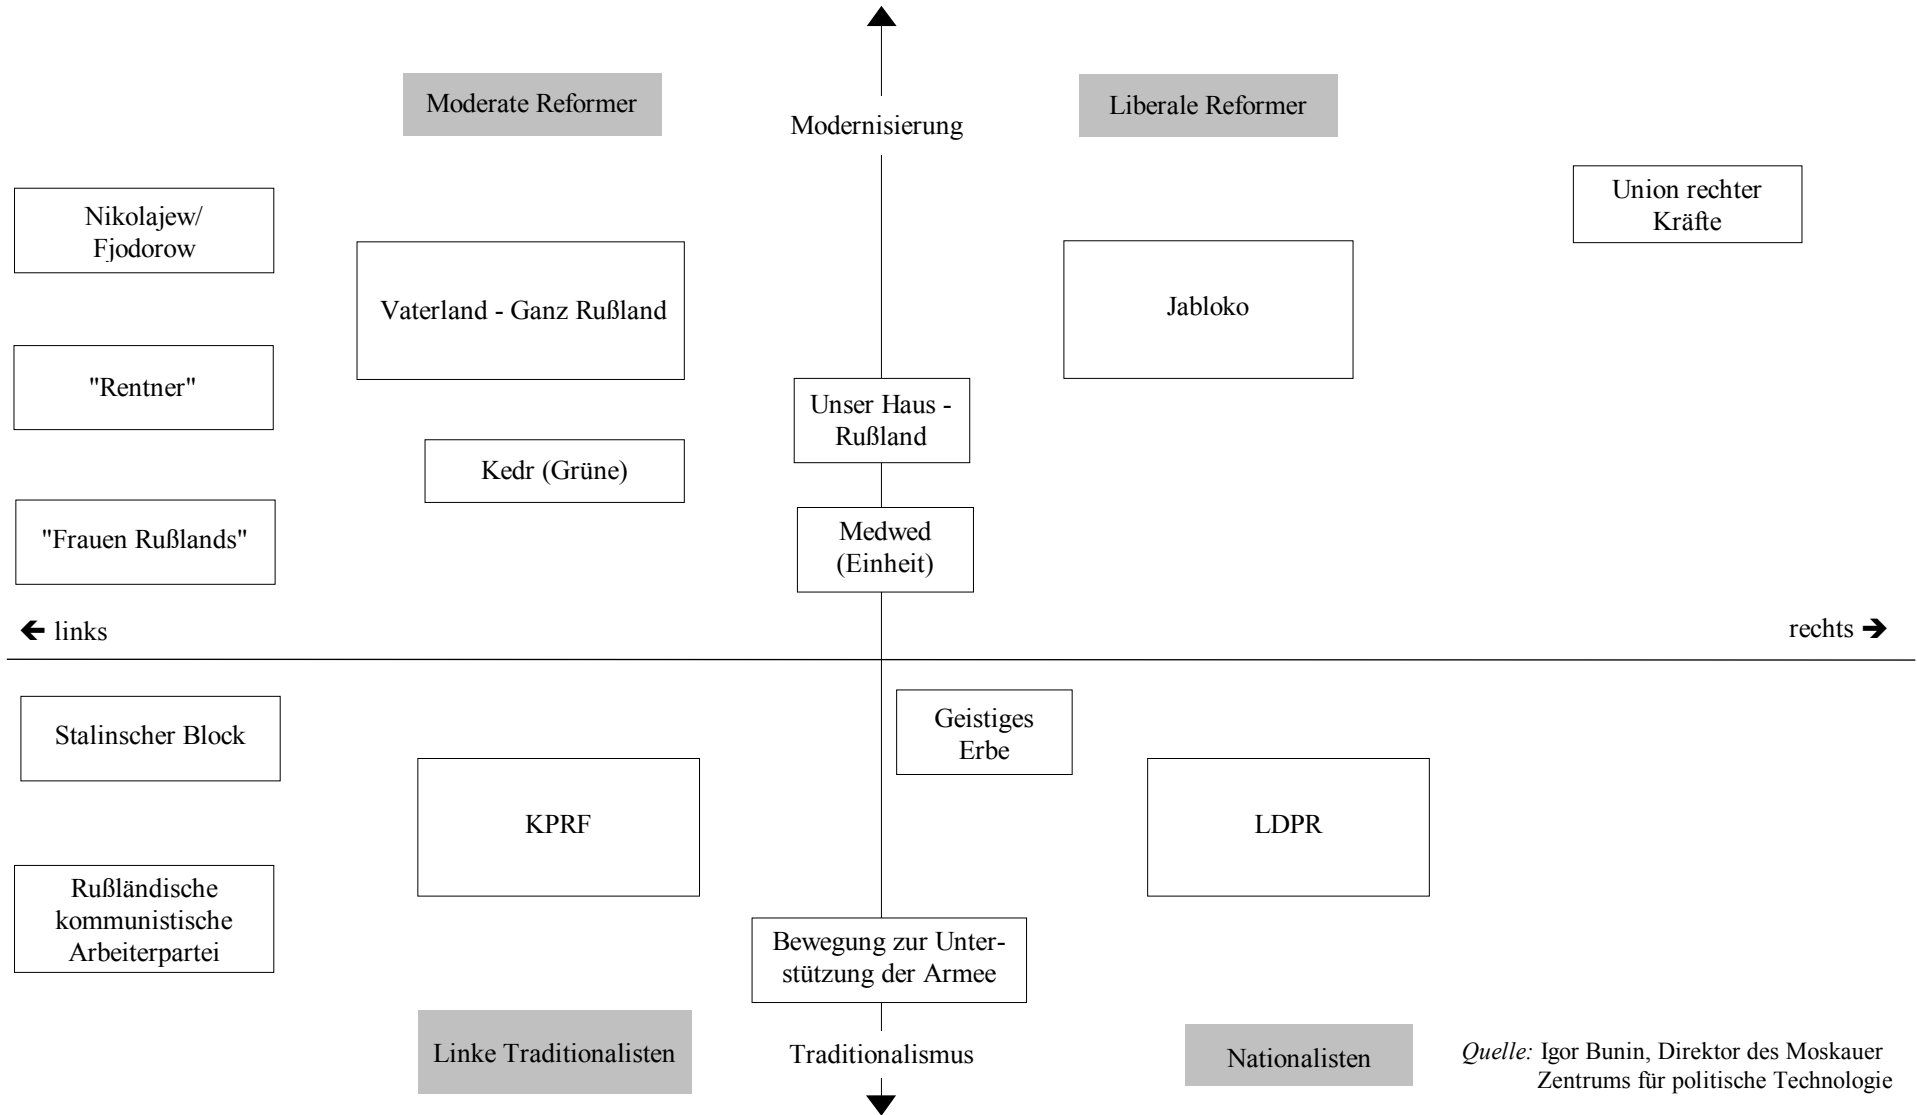 Moderate Reformer
Liberale Reformer
Modernisierung
Union rechter
Kräfte
Nikolajew/
Fjodorow
Vaterland - Ganz Rußland
Jabloko
"Rentner"
Unser Haus -
Rußland
Kedr (Grüne)
"Frauen Rußlands"
Medwed
(Einheit)
← links
rechts →
Stalinscher Block
Geistiges
Erbe
KPRF
LDPR
Rußländische
kommunistische
Arbeiterpartei
Bewegung zur Unter-
stützung der Armee
Linke Traditionalisten
Traditionalismus
Nationalisten
Quelle: Igor Bunin, Direktor des Moskauer
Zentrums für politische Technologie